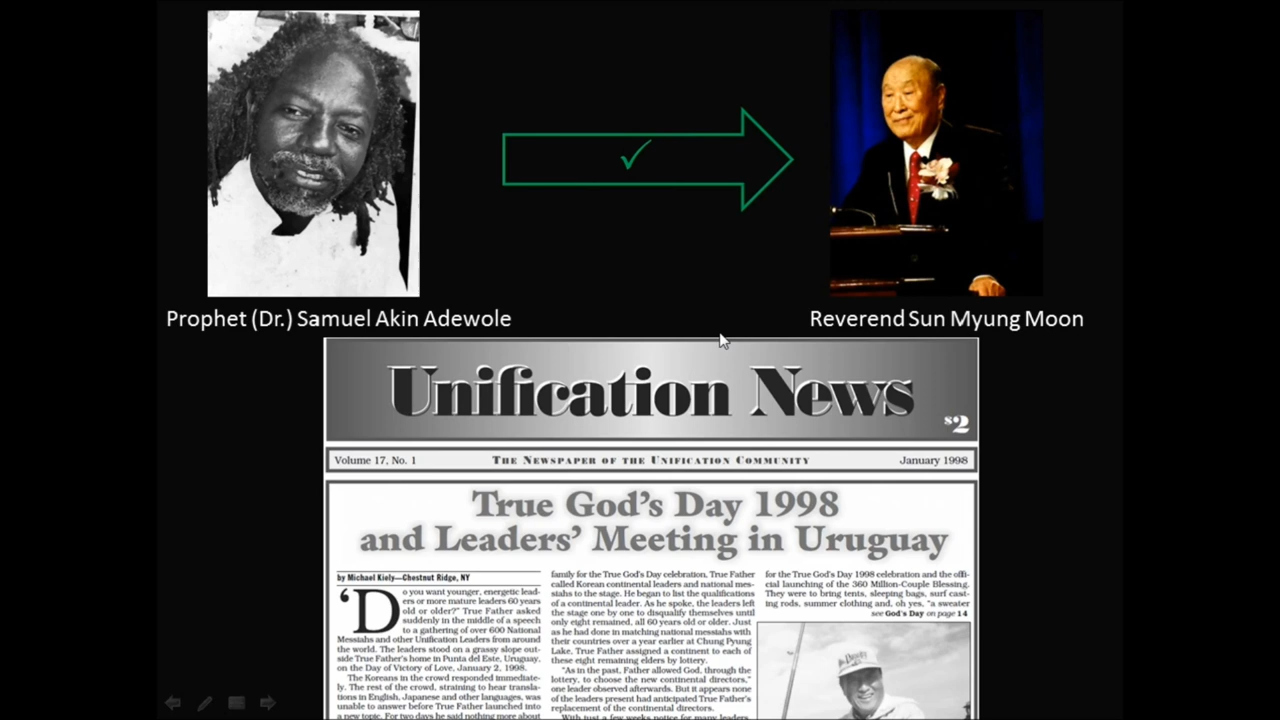 Prophet (Dr.) Samuel Akin Adewole
Reverend Sun Myung Moon
Unification News
$2
Volume 17, No. 1
THE NEWSPAPER OF THE UNIFICATION COMMUNITY
January 1998
True God's Day 1998
and Leaders' Meeting in Uruguay
by Michael Kiely—Chestnut Ridge, NY
'Do you want younger, energetic lead-
ers or more mature leaders 60 years
old or older?" True Father asked
suddenly in the middle of a speech
to a gathering of over 600 National
Messiahs and other Unification Leaders from around
the world. The leaders stood on a grassy slope out-
side True Father's home in Punta del Este, Uruguay,
on the Day of Victory of Love, January 2, 1998.
The Koreans in the crowd responded immediate-
ly. The rest of the crowd, straining to hear transla-
tions in English, Japanese and other languages, was
unable to answer before True Father launched into
a new topic. For two days he said nothing more about
family for the True God's Day celebration, True Father
called Korean continental leaders and national mes-
siahs to the stage. He began to list the qualifications
of a continental leader. As he spoke, the leaders left
the stage one by one to disqualify themselves until
only eight remained, all 60 years old or older. Just
as he had done in matching national messiahs with
their countries over a year earlier at Chung Pyung
Lake, True Father assigned a continent to each of
these eight remaining elders by lottery.
"As in the past, Father allowed God, through the
lottery, to choose the new continental directors,"
one leader observed afterwards. But it appears none
of the leaders present had anticipated True Father's
replacement of the continental directors.
With just a few weeks notice for many leaders,
for the True God's Day 1998 celebration and the offi-
cial launching of the 360 Million-Couple Blessing.
They were to bring tents, sleeping bags, surf cast-
ing rods, summer clothing and, oh yes, "a sweater
see God's Day on page 14